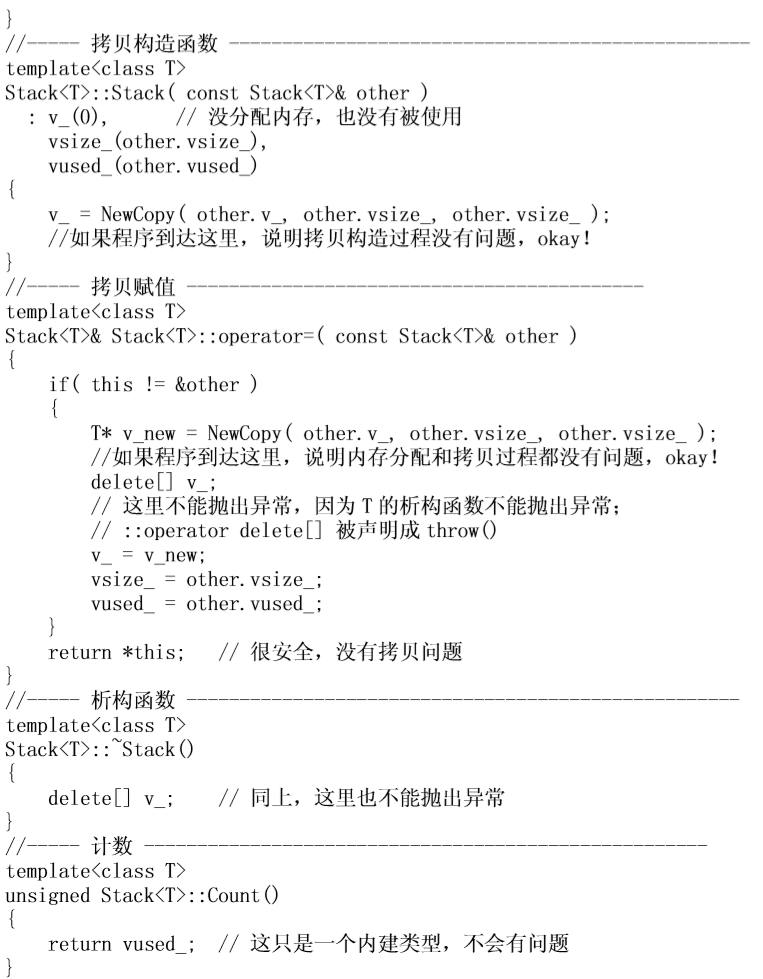 }
//----- 拷贝构造函数 -------------------------------------------------
template<class T>
Stack<T>::Stack( const Stack<T>& other )
  : v_(0),      // 没分配内存，也没有被使用
    vsize_(other.vsize_),
    vused_(other.vused_)
{
    v_ = NewCopy( other.v_, other.vsize_, other.vsize_ );
    //如果程序到达这里，说明拷贝构造过程没有问题，okay!
}
//----- 拷贝赋值 -------------------------------------------
template<class T>
Stack<T>& Stack<T>::operator=( const Stack<T>& other )
{
    if( this != &other )
    {
        T* v_new = NewCopy( other.v_, other.vsize_, other.vsize_ );
        //如果程序到达这里，说明内存分配和拷贝过程都没有问题，okay!
        delete[] v_;
        // 这里不能抛出异常，因为 T 的析构函数不能抛出异常；
        // ::operator delete[] 被声明成 throw()
        v_ = v_new;
        vsize_ = other.vsize_;
        vused_ = other.vused_;
    }
    return *this;   // 很安全，没有拷贝问题
}
//----- 析构函数 ----------------------------------------------------
template<class T>
Stack<T>::~Stack()
{
    delete[] v_;    // 同上，这里也不能抛出异常
}
//----- 计数 -----------------------------------------------------
template<class T>
unsigned Stack<T>::Count()
{
    return vused_;  // 这只是一个内建类型，不会有问题
}